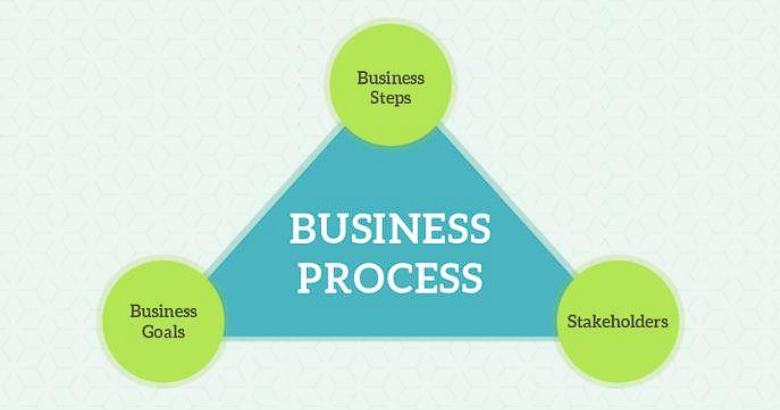 Business
Steps
BUSINESS
PROCESS
Business
Goals
Stakeholders